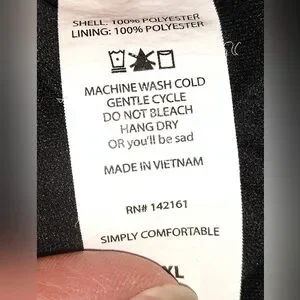 SHELL: 100% POLYESTER
LINING: 100% POLYESTER
MACHINE WASH COLD
GENTLE CYCLE
DO NOT BLEACH
HANG DRY
OR you'll be sad
MADE IN VIETNAM
RN# 142161
SIMPLY COMFORTABLE
XL